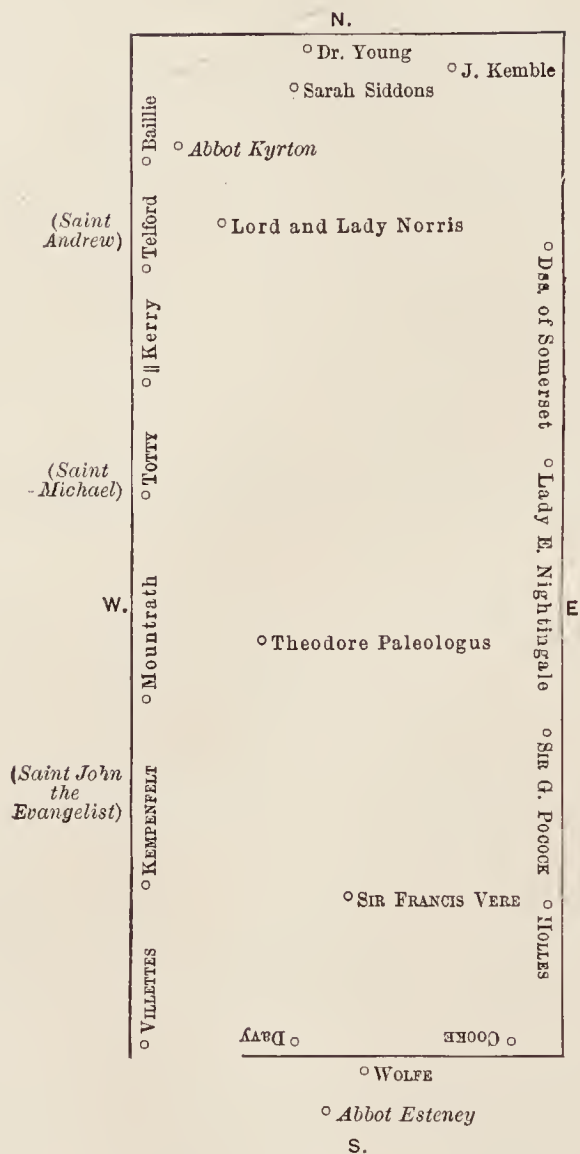 N.
Dr. Young
J. Kemble
Sarah Siddons
Baillie
Abbot Kyrton
(Saint
Andrew)
Telford
Lord and Lady Norris
Dss. of Somerset
|| Kerry
(Saint
Michael)
TOTTY
Lady E. Nightingale
W.
E
Mountrath
Theodore Paleologus
(Saint John
the
Evangelist)
KEMPENFELT
SIR G. POCOCK
SIR FRANCIS VERE
HOLLES
VILLETTES
Davy
COOKE
WOLFE
Abbot Esteney
S.